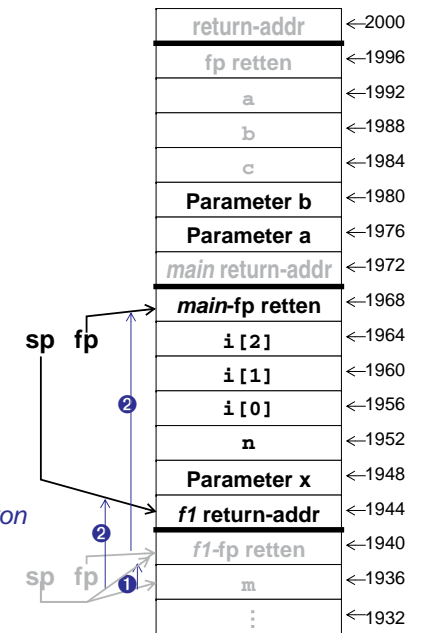 return-addr ←2000
fp retten ←1996
a ←1992
b ←1988
c ←1984
Parameter b ←1980
Parameter a ←1976
main return-addr ←1972
main-fp retten ←1968
sp fp i[2] ←1964
i[1] ←1960
❷ i[0] ←1956
n ←1952
Parameter x ←1948
on f1 return-addr ←1944
❷ f1-fp retten ←1940
sp fp ❶ m ←1936
⋮ ←1932